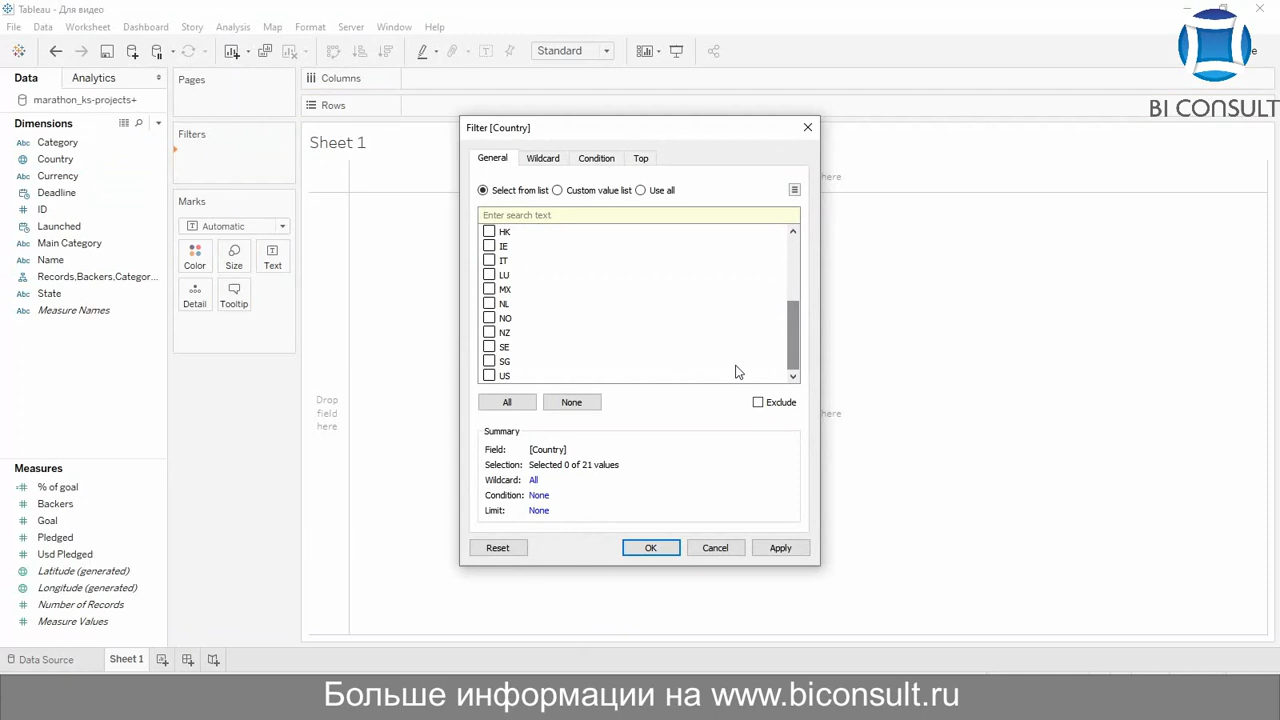 Tableau - Для видео
File Data Worksheet Dashboard Story Analysis Map Format Server Window Help
Standard
BI CONSULT
Data Analytics
marathon_ks-projects+
Dimensions
Category
Country
Currency
Deadline
ID
Launched
Main Category
Name
Records,Backers,Categor...
State
Measure Names
Measures
% of goal
Backers
Goal
Pledged
Usd Pledged
Latitude (generated)
Longitude (generated)
Number of Records
Measure Values
Pages
Filters
Marks
Automatic
Color Size Text
Detail Tooltip
Columns
Rows
Sheet 1
Drop
field
here
here
here
Filter [Country]
General Wildcard Condition Top
Select from list Custom value list Use all
Enter search text
HK
IE
IT
LU
MX
NL
NO
NZ
SE
SG
US
All None Exclude
Summary
Field: [Country]
Selection: Selected 0 of 21 values
Wildcard: All
Condition: None
Limit: None
Reset OK Cancel Apply
Data Source Sheet 1
Больше информации на www.biconsult.ru